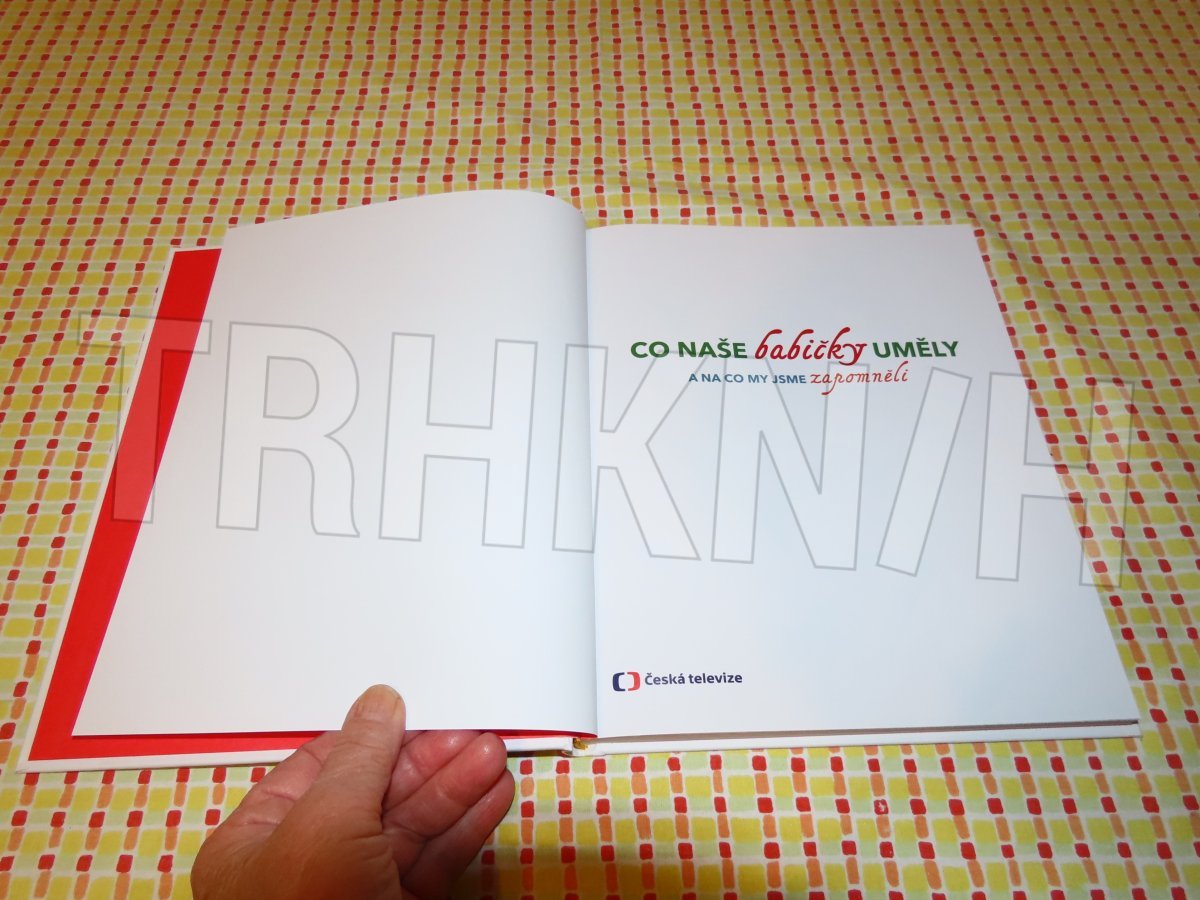 CO NAŠE babičky UMĚLY
A NA CO MY JSME zapomněli
TRHKNIH
Česká televize